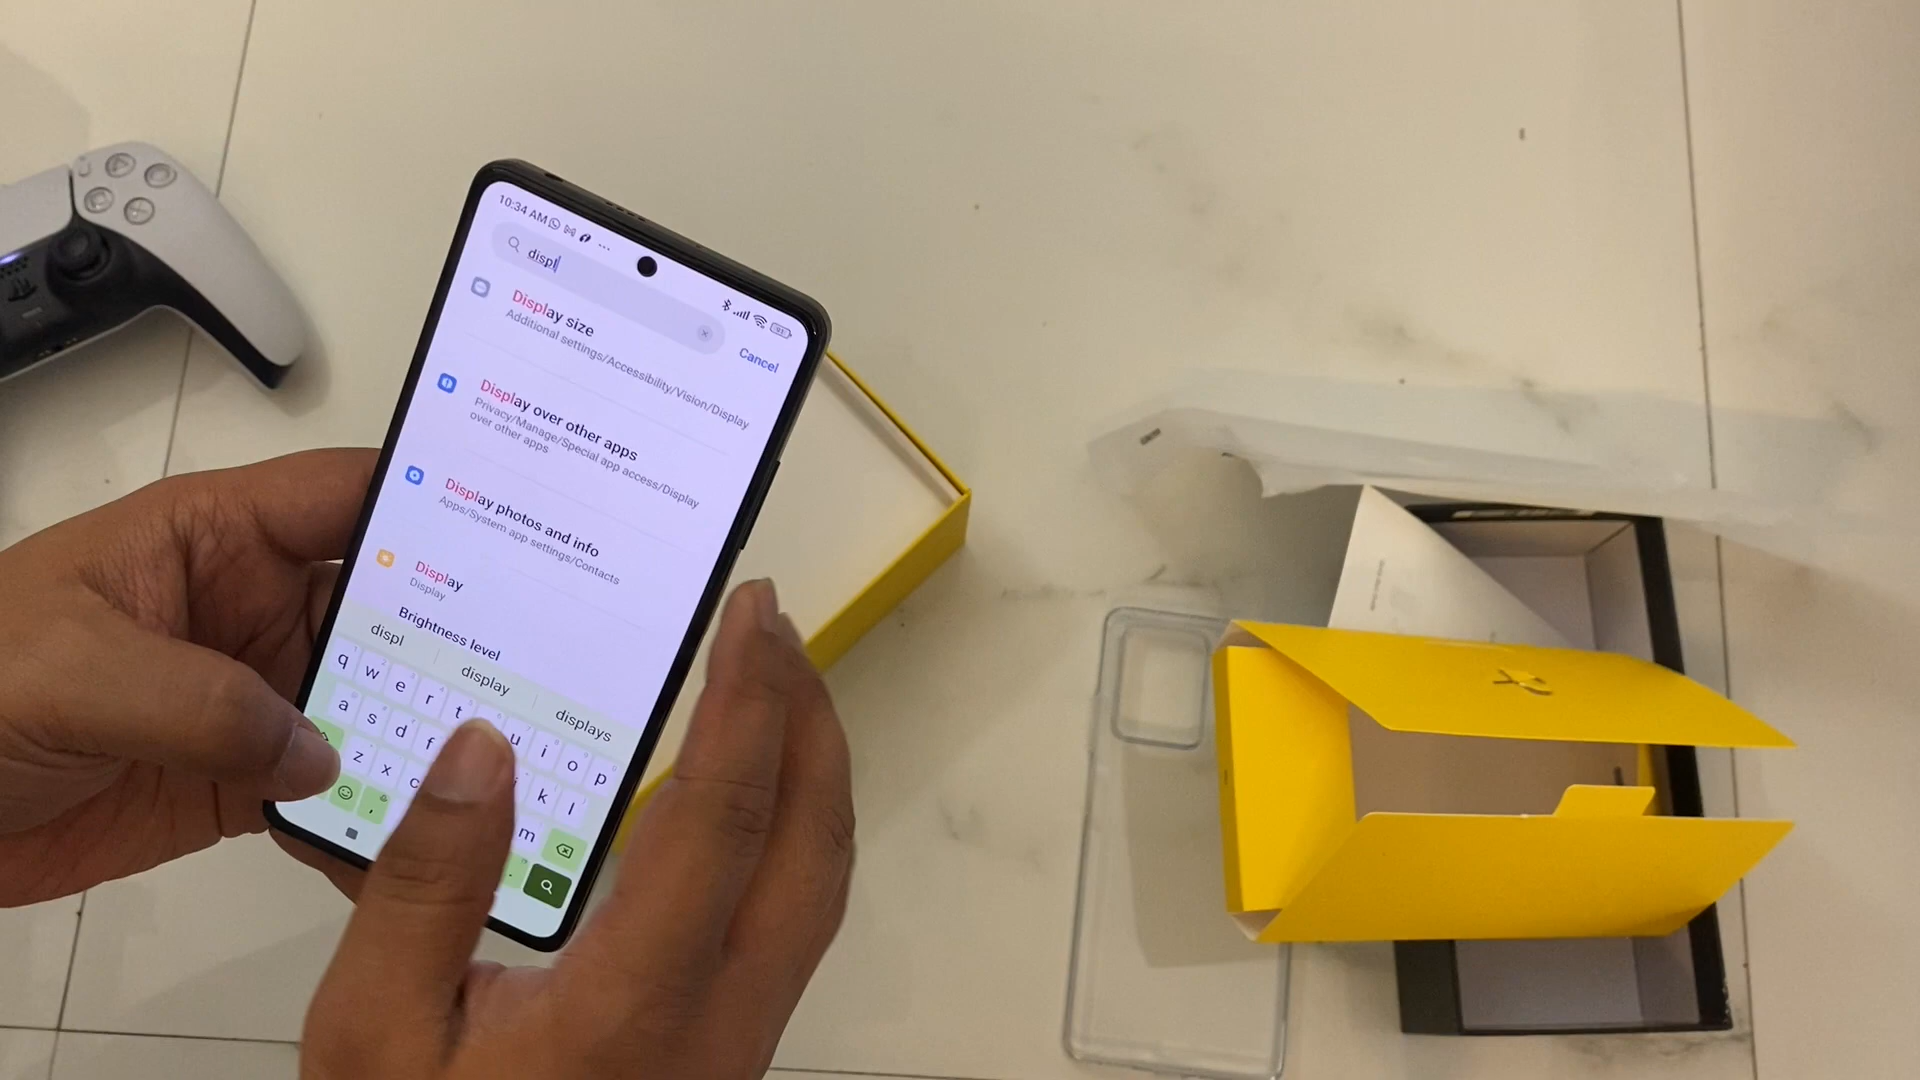 10:34 AM
displ
Cancel
Display size
Additional settings/Accessibility/Vision/Display
Display over other apps
Privacy/Manage/Special app access/Display
over other apps
Display photos and info
Apps/System app settings/Contacts
Display
Display
Brightness level
displ display displays
q w e r t u i o p
a s d f k l
z x c m
, .